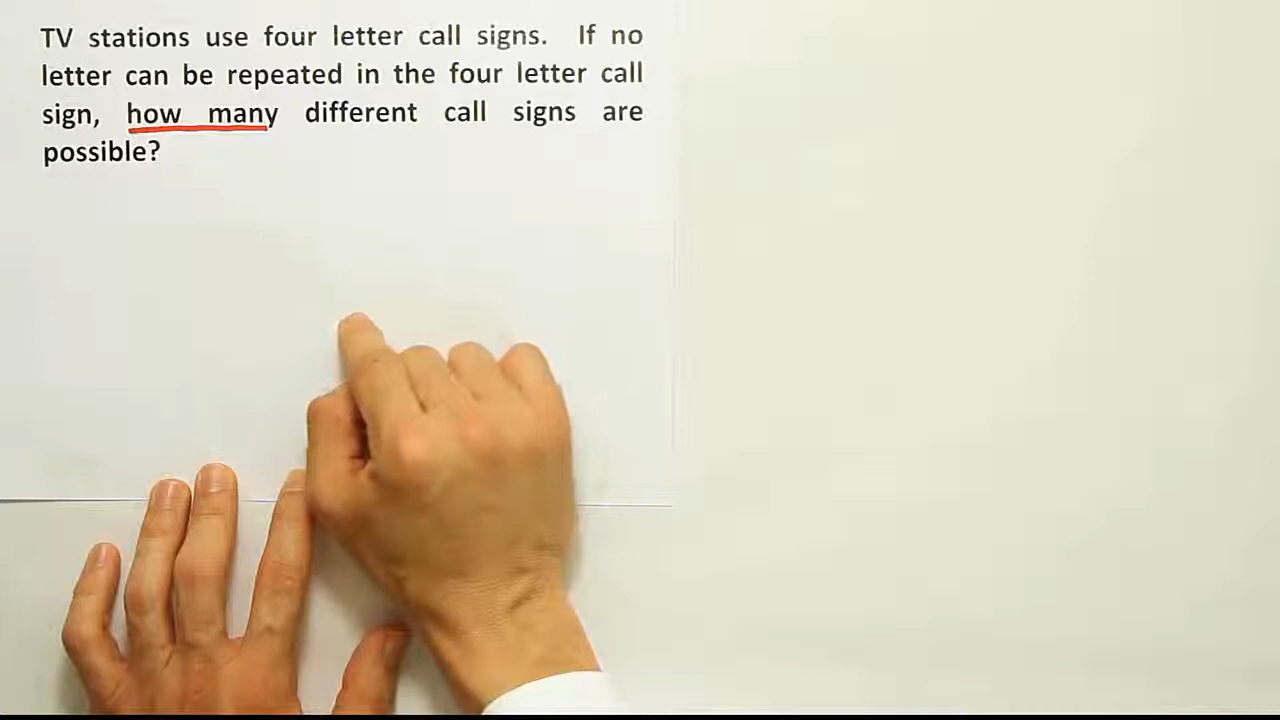 TV stations use four letter call signs. If no
letter can be repeated in the four letter call
sign, how many different call signs are
possible?